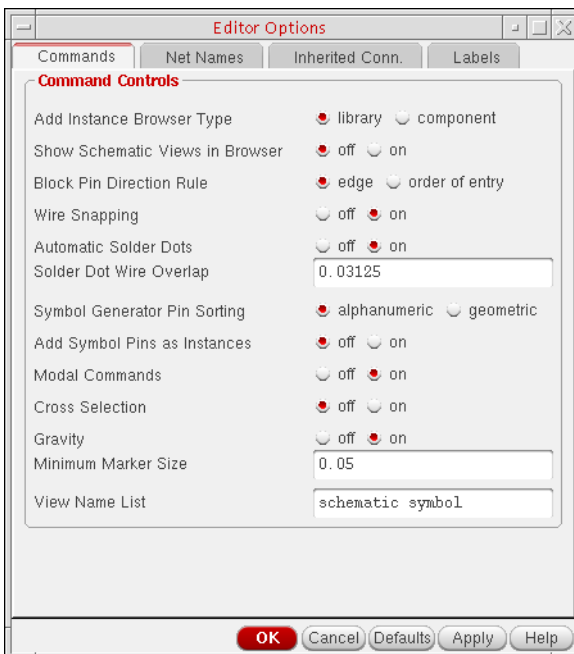 Editor Options
Commands Net Names Inherited Conn. Labels
Command Controls
Add Instance Browser Type library component
Show Schematic Views in Browser off on
Block Pin Direction Rule edge order of entry
Wire Snapping off on
Automatic Solder Dots off on
Solder Dot Wire Overlap 0.03125
Symbol Generator Pin Sorting alphanumeric geometric
Add Symbol Pins as Instances off on
Modal Commands off on
Cross Selection off on
Gravity off on
Minimum Marker Size 0.05
View Name List schematic symbol
OK Cancel Defaults Apply Help